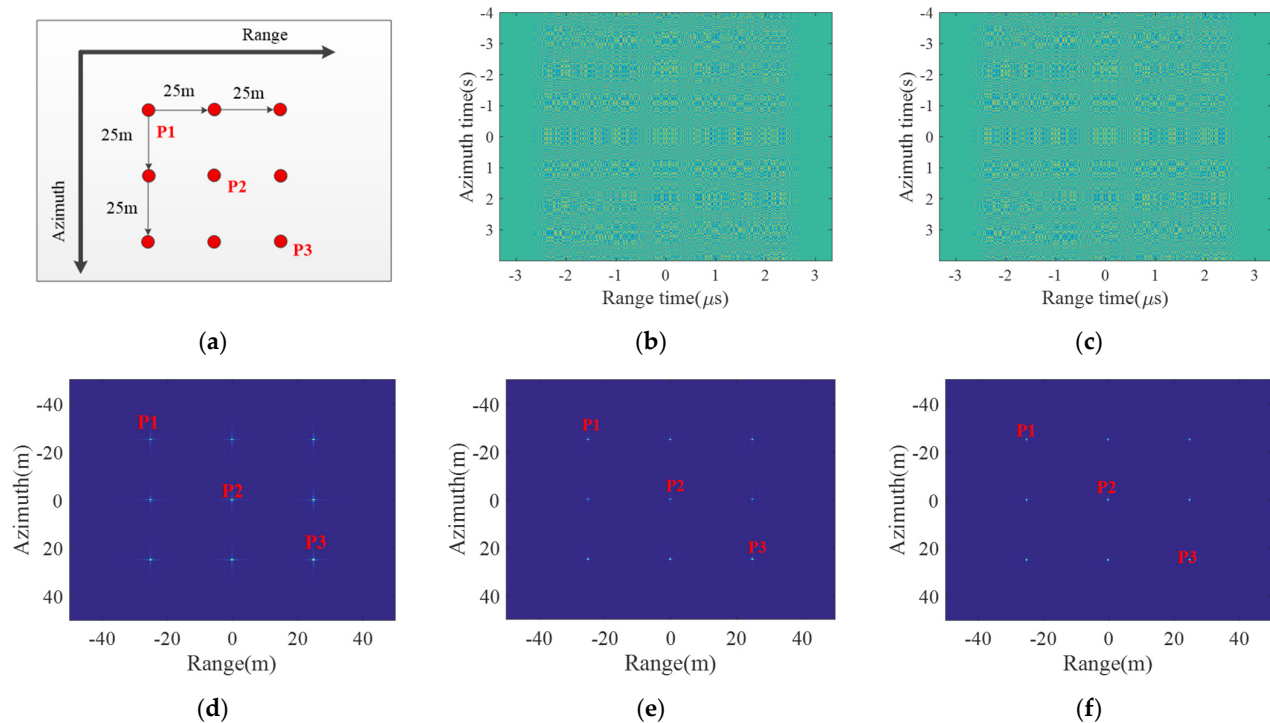 Range
25m
25m
P1
25m
P2
25m
P3
Azimuth
(a)
-4
-3
-2
-1
0
1
2
3
Azimuth time(s)
-3 -2 -1 0 1 2 3
Range time(μs)
(b)
-4
-3
-2
-1
0
1
2
3
Azimuth time(s)
-3 -2 -1 0 1 2 3
Range time(μs)
(c)
-40
-20
0
20
40
Azimuth(m)
P1
P2
P3
-40 -20 0 20 40
Range(m)
(d)
-40
-20
0
20
40
Azimuth(m)
P1
P2
P3
-40 -20 0 20 40
Range(m)
(e)
-40
-20
0
20
40
Azimuth(m)
P1
P2
P3
-40 -20 0 20 40
Range(m)
(f)